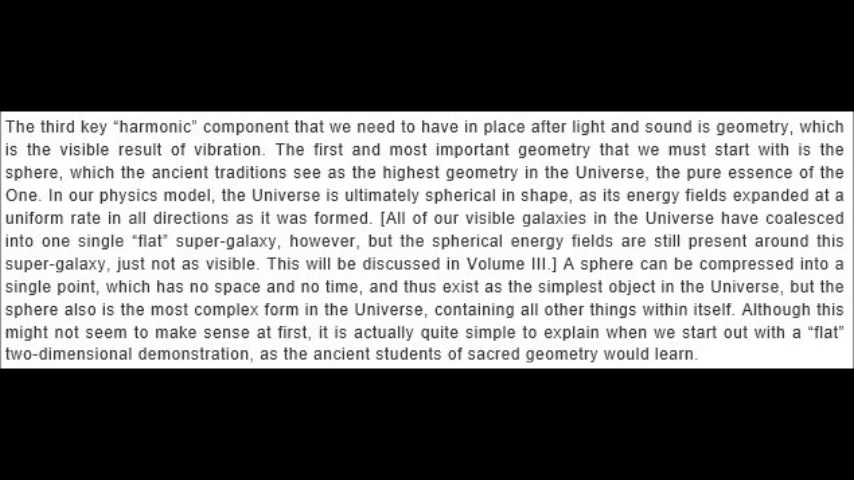 The third key “harmonic” component that we need to have in place after light and sound is geometry, which
is the visible result of vibration. The first and most important geometry that we must start with is the
sphere, which the ancient traditions see as the highest geometry in the Universe, the pure essence of the
One. In our physics model, the Universe is ultimately spherical in shape, as its energy fields expanded at a
uniform rate in all directions as it was formed. [All of our visible galaxies in the Universe have coalesced
into one single “flat” super-galaxy, however, but the spherical energy fields are still present around this
super-galaxy, just not as visible. This will be discussed in Volume III.] A sphere can be compressed into a
single point, which has no space and no time, and thus exist as the simplest object in the Universe, but the
sphere also is the most complex form in the Universe, containing all other things within itself. Although this
might not seem to make sense at first, it is actually quite simple to explain when we start out with a “flat”
two-dimensional demonstration, as the ancient students of sacred geometry would learn.